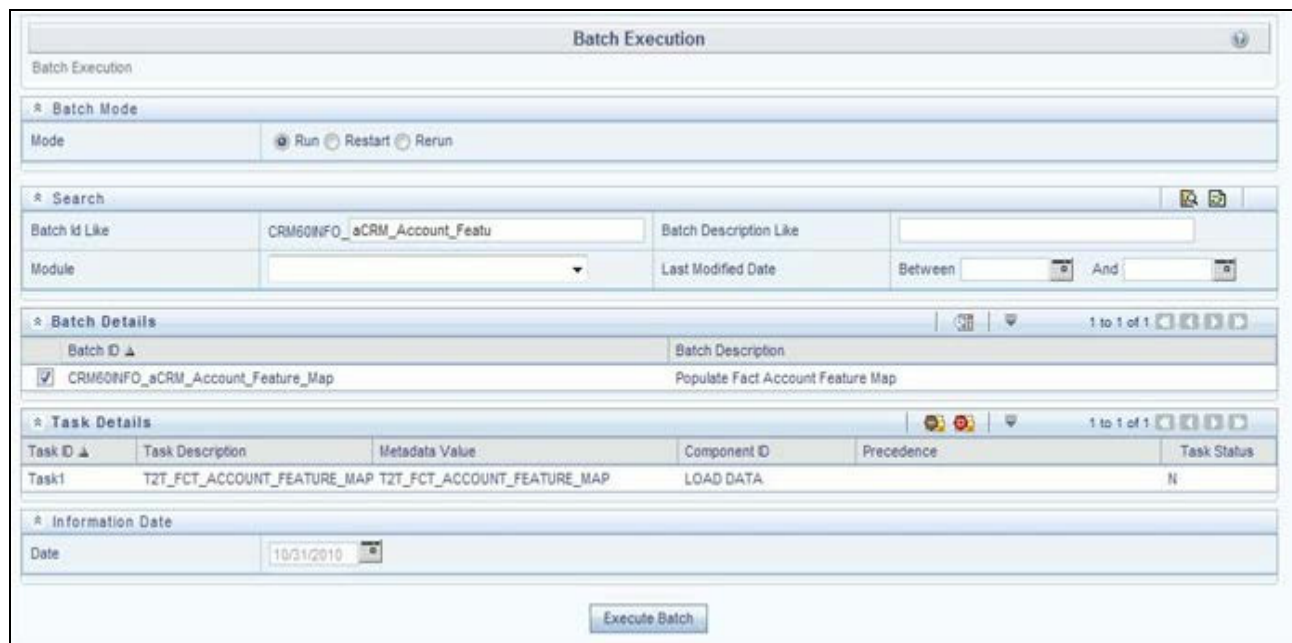 Batch Execution
Batch Execution
Batch Mode
Mode Run Restart Rerun
Search
Batch Id Like CRM60INFO_ aCRM_Account_Featu Batch Description Like
Module Last Modified Date Between And
Batch Details 1 to 1 of 1
Batch ID Batch Description
CRM60INFO_aCRM_Account_Feature_Map Populate Fact Account Feature Map
Task Details 1 to 1 of 1
Task ID Task Description Metadata Value Component ID Precedence Task Status
Task1 T2T_FCT_ACCOUNT_FEATURE_MAP T2T_FCT_ACCOUNT_FEATURE_MAP LOAD DATA N
Information Date
Date 10/31/2010
Execute Batch